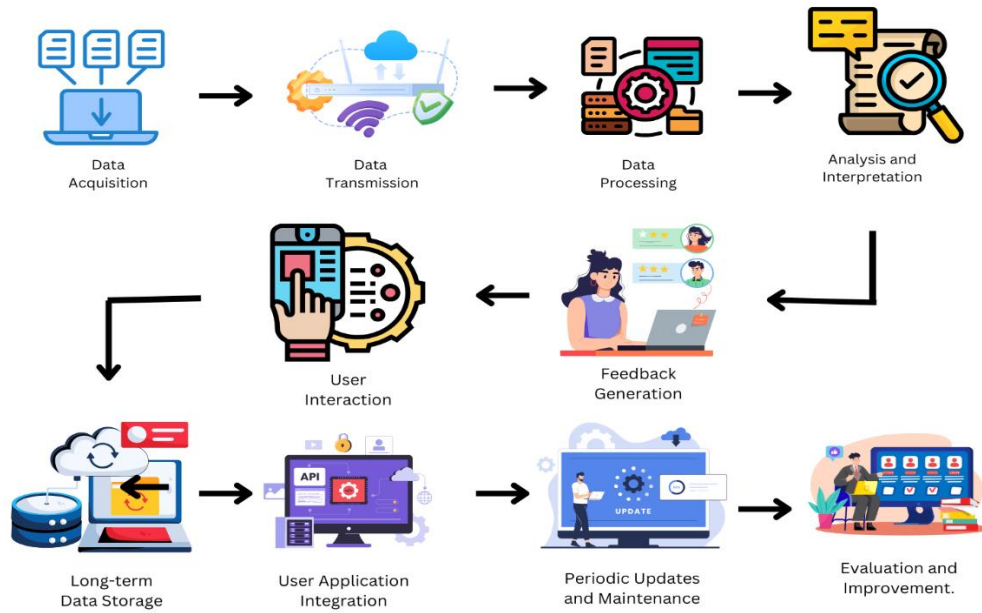 Data
Acquisition
Data
Transmission
Data
Processing
Analysis and
Interpretation
User
Interaction
Feedback
Generation
API
UPDATE
Long-term
Data Storage
User Application
Integration
Periodic Updates
and Maintenance
Evaluation and
Improvement.